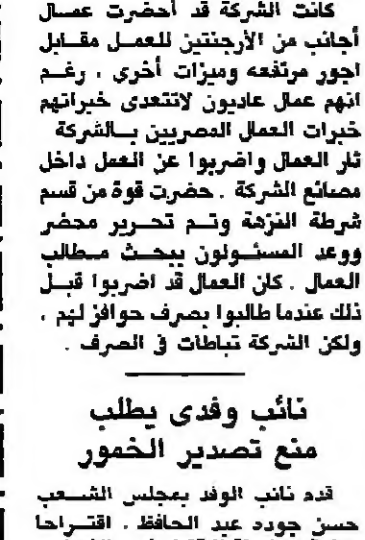 كانت الشركة قد أحضرت عمال
أجانب من الأرجنتين للعمل مقابل
اجور مرتفعه وميزات أخرى ، رغم
انهم عمال عاديون لاتتعدى خبراتهم
خبرات العمال المصريين بالشركة
ثار العمال واضربوا عن العمل داخل
مصانع الشركة . حضرت قوة من قسم
شرطة النزهة وتم تحرير محضر
ووعد المسئولون ببحث مطالب
العمال . كان العمال قد اضربوا قبل
ذلك عندما طالبوا بصرف حوافز لهم ،
ولكن الشركة تباطات في الصرف .
نائب وفدى يطلب
منع تصدير الخمور
قدم نائب الوفد بمجلس الشعب
حسن جوده عبد الحافظ . اقتراحا